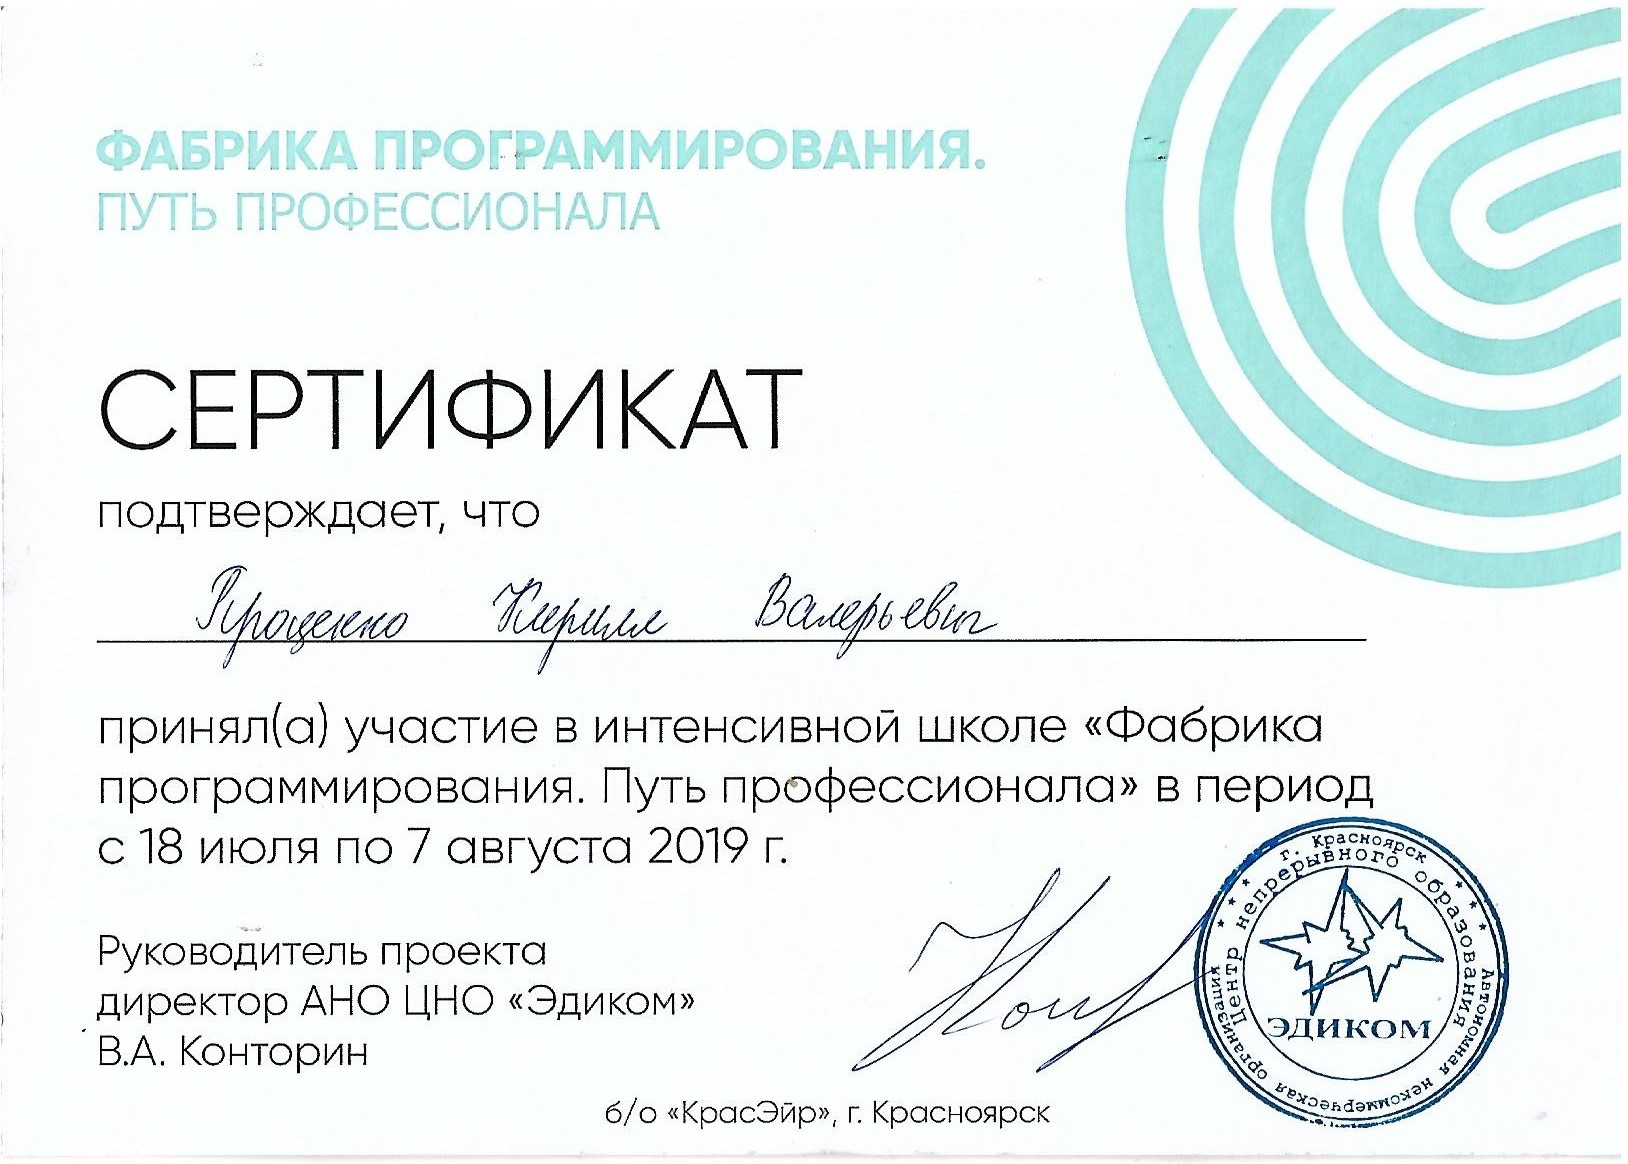 ФАБРИКА ПРОГРАММИРОВАНИЯ.
ПУТЬ ПРОФЕССИОНАЛА
СЕРТИФИКАТ
подтверждает, что
Проценко Кирилл Валерьевич
принял(а) участие в интенсивной школе «Фабрика
программирования. Путь профессионала» в период
с 18 июля по 7 августа 2019 г.
Руководитель проекта
директор АНО ЦНО «Эдиком»
В.А. Конторин
г. Красноярск
Автономная некоммерческая организация
Центр непрерывного образования
ЭДИКОМ
б/о «КрасЭйр», г. Красноярск